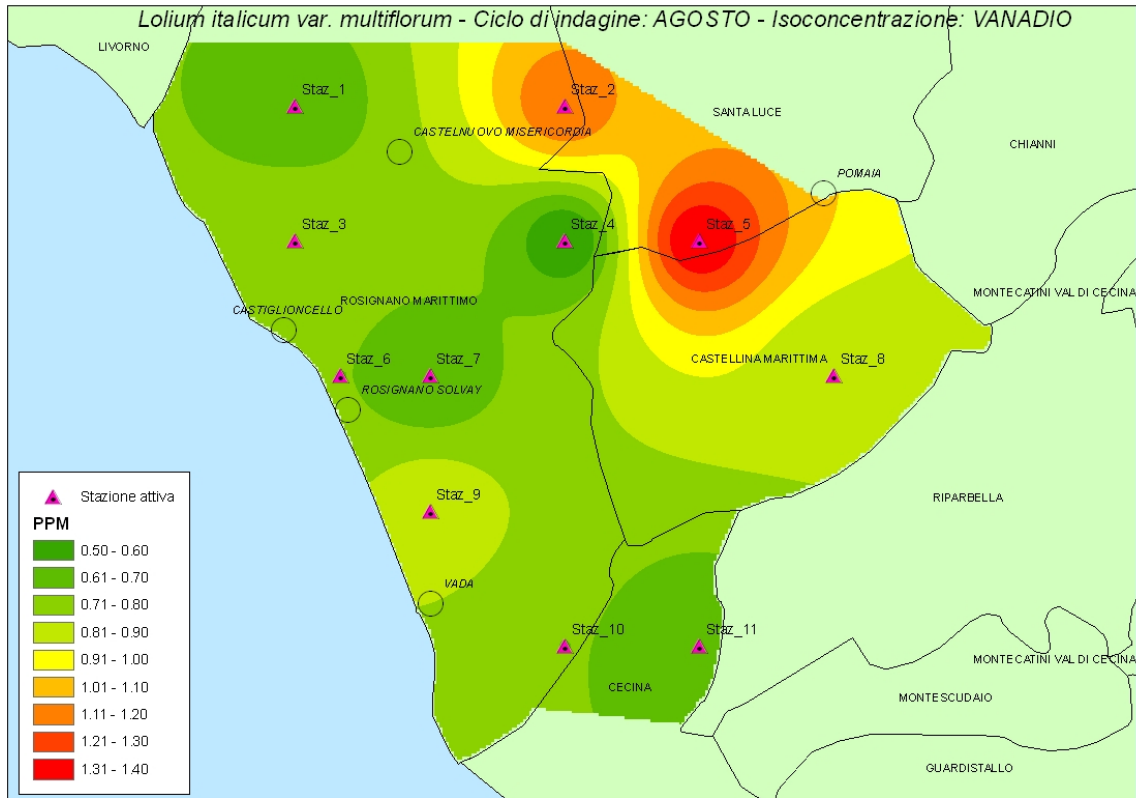 Lolium italicum var. multiflorum - Ciclo di indagine: AGOSTO - Isoconcentrazione: VANADIO
LIVORNO
Staz_1
Staz_2
SANTA LUCE
CASTELNUOVO MISERICORDIA
CHIANNI
POMAIA
Staz_3
Staz_4
Staz_5
ROSIGNANO MARITTIMO
MONTECATINI VAL DI CECINA
CASTIGLIONCELLO
Staz_6
Staz_7
CASTELLINA MARITTIMA
Staz_8
ROSIGNANO SOLVAY
Staz_9
RIPARBELLA
VADA
Staz_10
Staz_11
MONTECATINI VAL DI CECINA
CECINA
MONTESCUDAIO
GUARDISTALLO
Stazione attiva
PPM
0.50 - 0.60
0.61 - 0.70
0.71 - 0.80
0.81 - 0.90
0.91 - 1.00
1.01 - 1.10
1.11 - 1.20
1.21 - 1.30
1.31 - 1.40